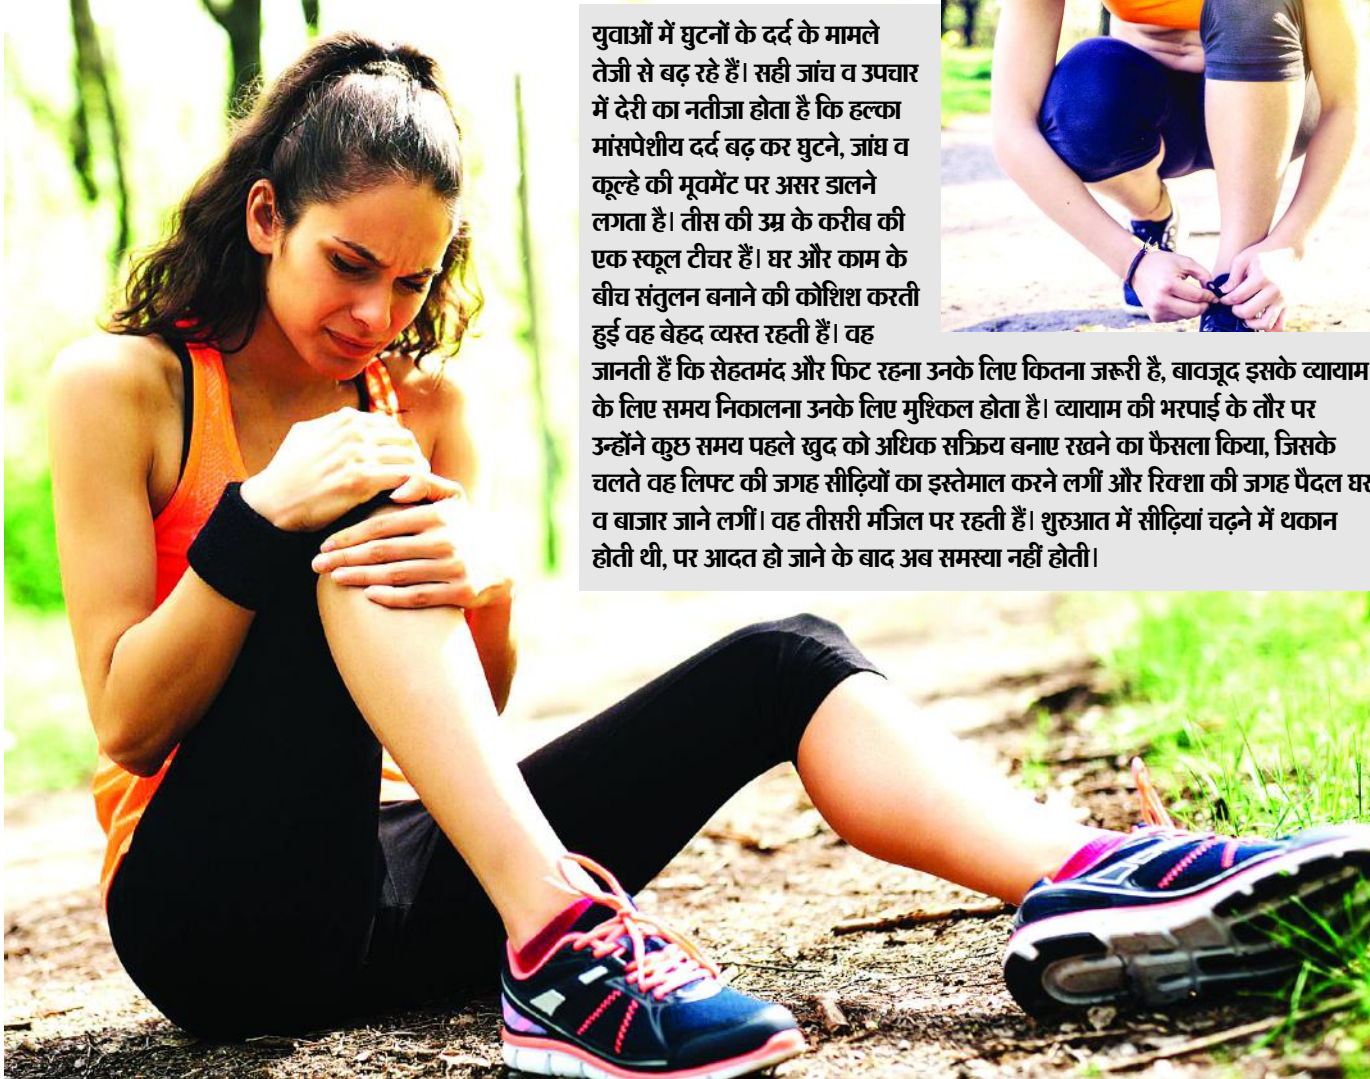 युवाओं में घुटनों के दर्द के मामले
तेजी से बढ़ रहे हैं। सही जांच व उपचार
में देरी का नतीजा होता है कि हल्का
मांसपेशीय दर्द बढ़ कर घुटने, जांघ व
कूल्हे की मूवमेंट पर असर डालने
लगता है। तीस की उम्र के करीब की
एक स्कूल टीचर हैं। घर और काम के
बीच संतुलन बनाने की कोशिश करती
हुई वह बेहद व्यस्त रहती हैं। वह
जानती हैं कि सेहतमंद और फिट रहना उनके लिए कितना जरूरी है, बावजूद इसके व्यायाम
के लिए समय निकालना उनके लिए मुश्किल होता है। व्यायाम की भरपाई के तौर पर
उन्होंने कुछ समय पहले खुद को अधिक सक्रिय बनाए रखने का फैसला किया, जिसके
चलते वह लिफ्ट की जगह सीढ़ियों का इस्तेमाल करने लगीं और रिक्शा की जगह पैदल घर
व बाजार जाने लगीं। वह तीसरी मंजिल पर रहती हैं। शुरुआत में सीढ़ियां चढ़ने में थकान
होती थी, पर आदत हो जाने के बाद अब समस्या नहीं होती।